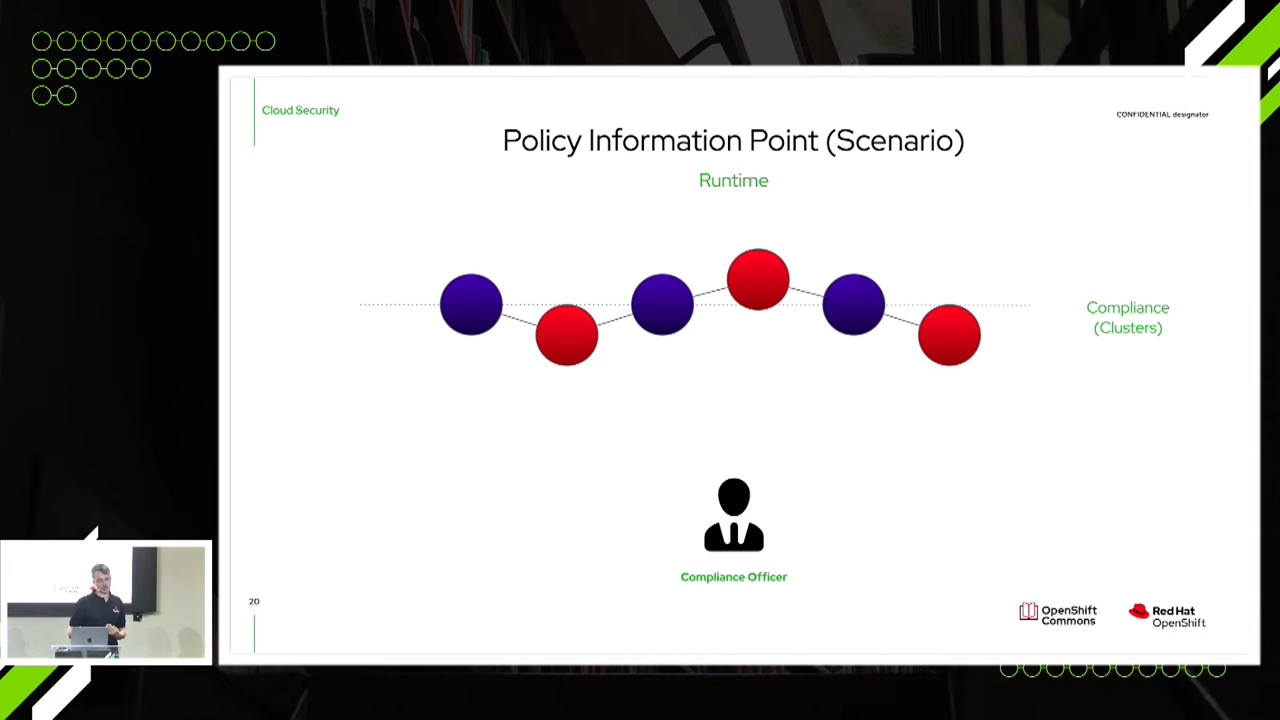 Cloud Security
CONFIDENTIAL designator
Policy Information Point (Scenario)
Runtime
Compliance
(Clusters)
Compliance Officer
20
OpenShift
Commons
Red Hat
OpenShift